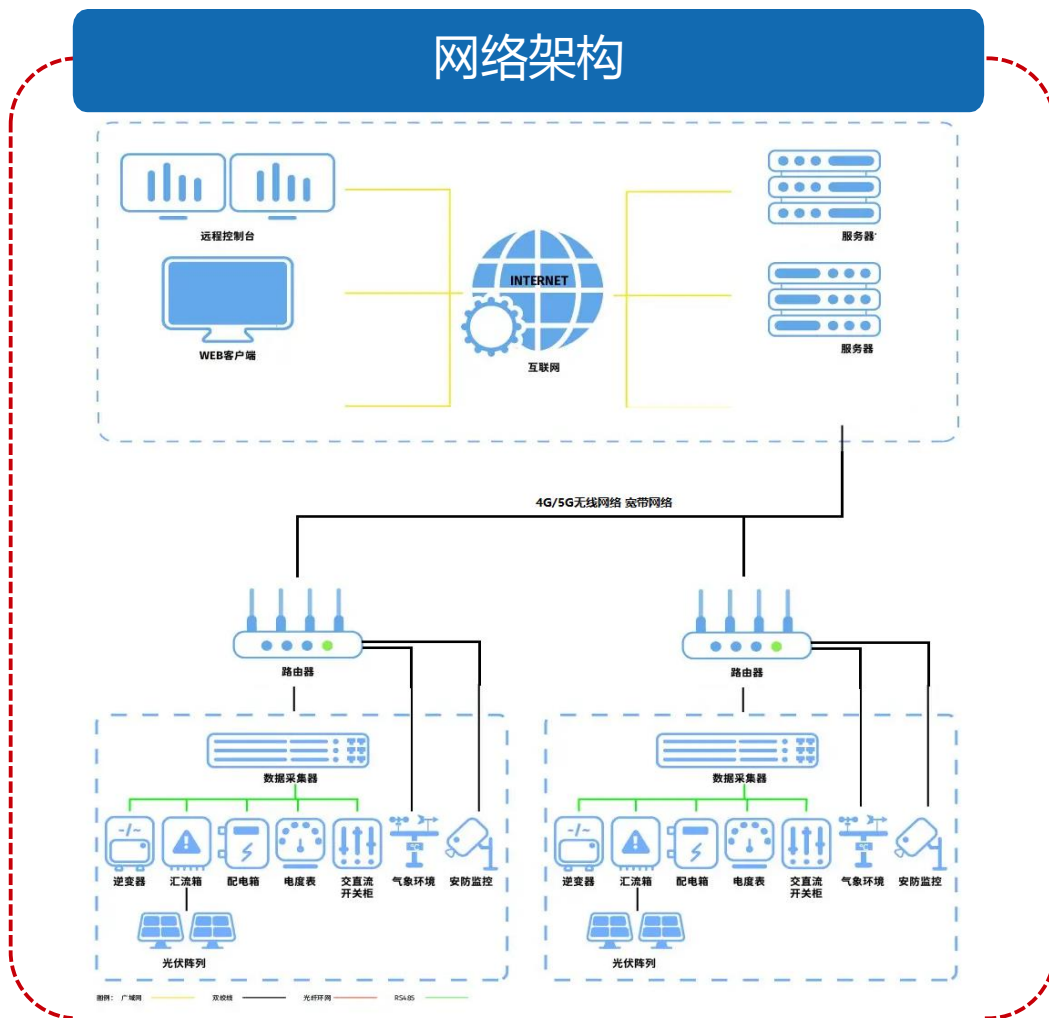 网络架构
远程控制台
服务器
INTERNET
WEB客户端
服务器
互联网
4G/5G无线网络 宽带网络
路由器
路由器
数据采集器
数据采集器
-/~
-/~
℃
℃
逆变器 汇流箱 配电箱 电度表 交直流开关柜 气象环境 安防监控
逆变器 汇流箱 配电箱 电度表 交直流开关柜 气象环境 安防监控
光伏阵列
光伏阵列
图例： 广域网 双绞线 光纤环网 RS485